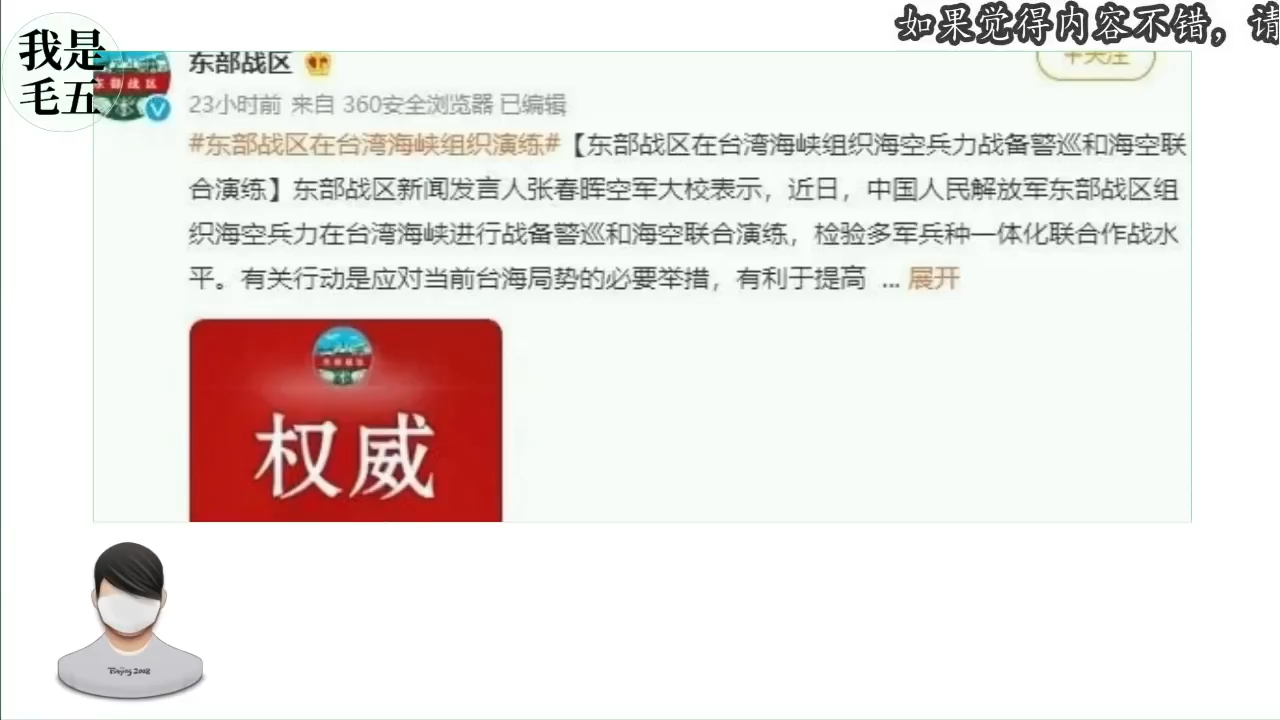 如果觉得内容不错，请
我是
毛五
东部战区
十关注
23小时前 来自 360安全浏览器 已编辑
#东部战区在台湾海峡组织演练#【东部战区在台湾海峡组织海空兵力战备警巡和海空联
合演练】东部战区新闻发言人张春晖空军大校表示，近日，中国人民解放军东部战区组
织海空兵力在台湾海峡进行战备警巡和海空联合演练，检验多军兵种一体化联合作战水
平。有关行动是应对当前台海局势的必要举措，有利于提高 ... 展开
东部战区
权威